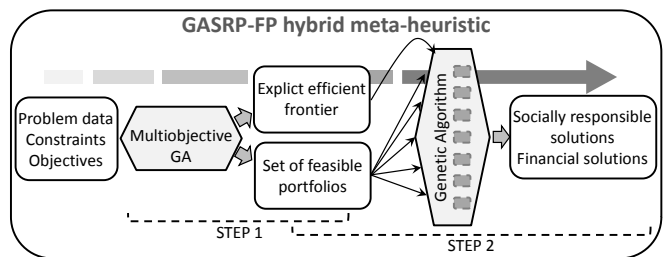 GASRP-FP hybrid meta-heuristic
Problem data
Constraints
Objectives
Multiobjective
GA
Explict efficient
frontier
Set of feasible
portfolios
Genetic Algorithm
Socially responsible
solutions
Financial solutions
STEP 1
STEP 2